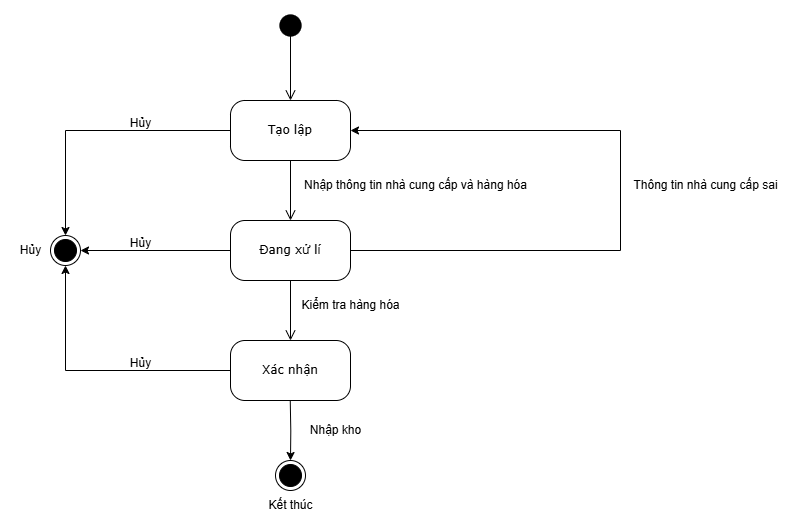 Hủy
Tạo lập
Nhập thông tin nhà cung cấp và hàng hóa
Thông tin nhà cung cấp sai
Hủy
Hủy
Đang xử lí
Kiểm tra hàng hóa
Hủy
Xác nhận
Nhập kho
Kết thúc